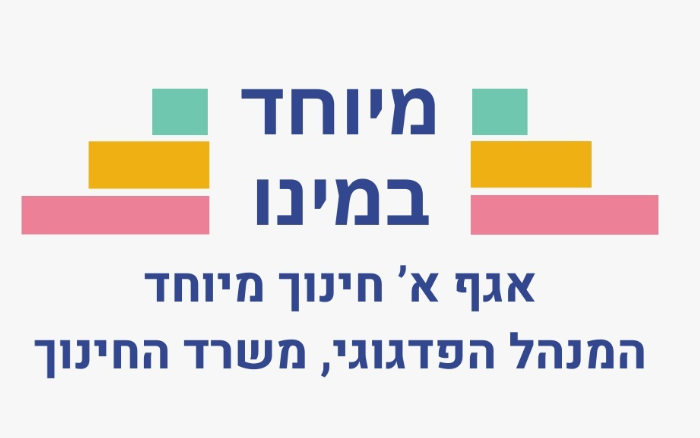 מיוחד
במינו
אגף א' חינוך מיוחד
המנהל הפדגוגי, משרד החינוך